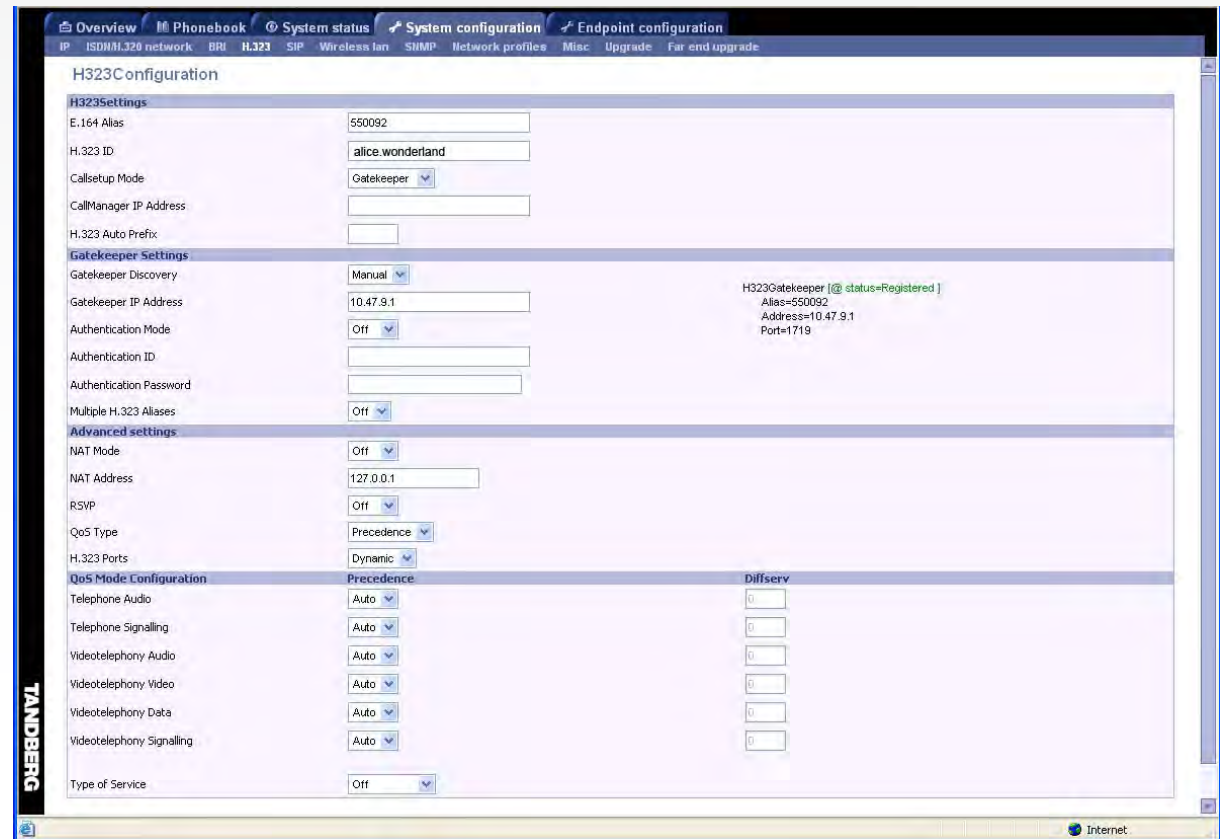 Overview Phonebook System status System configuration Endpoint configuration
IP ISDN/H.320 network BRI H.323 SIP Wireless lan SNMP Network profiles Misc Upgrade Far end upgrade
H323Configuration
H323Settings
E.164 Alias 550092
H.323 ID alice.wonderland
Callsetup Mode Gatekeeper
CallManager IP Address
H.323 Auto Prefix
Gatekeeper Settings
Gatekeeper Discovery Manual
H323Gatekeeper [@ status=Registered ]
Alias=550092
Address=10.47.9.1
Port=1719
Gatekeeper IP Address 10.47.9.1
Authentication Mode Off
Authentication ID
Authentication Password
Multiple H.323 Aliases Off
Advanced settings
NAT Mode Off
NAT Address 127.0.0.1
RSVP Off
QoS Type Precedence
H.323 Ports Dynamic
QoS Mode Configuration Precedence Diffserv
Telephone Audio Auto 0
Telephone Signalling Auto 0
Videotelephony Audio Auto 0
Videotelephony Video Auto 0
Videotelephony Data Auto 0
Videotelephony Signalling Auto 0
Type of Service Off
TANDBERG
Internet